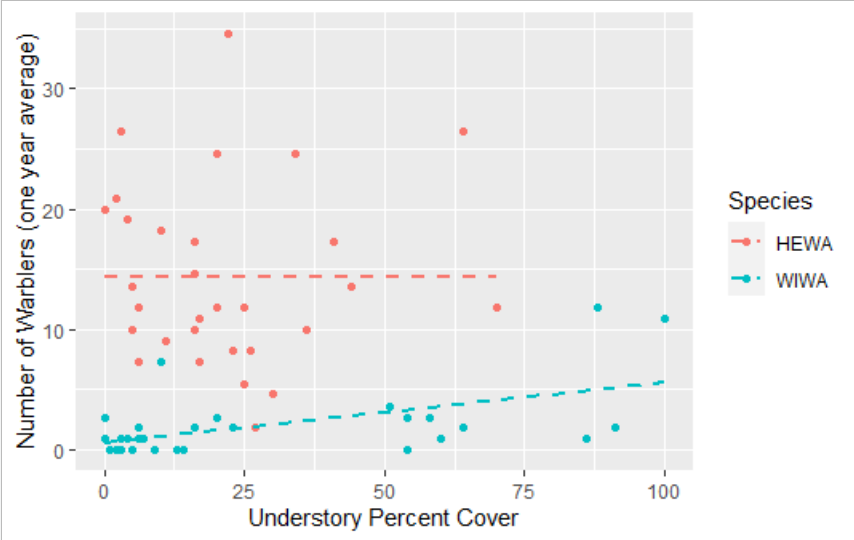 Number of Warblers (one year average)
30
20
10
0
0 25 50 75 100
Understory Percent Cover
Species
HEWA
WIWA